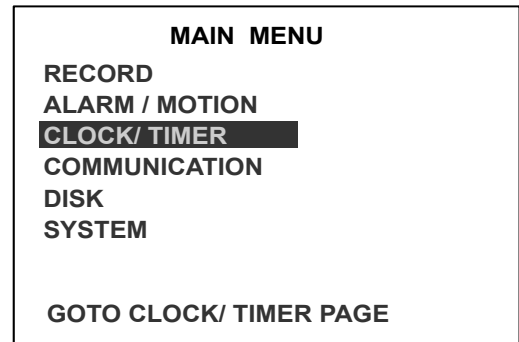 MAIN MENU
RECORD
ALARM / MOTION
CLOCK/ TIMER
COMMUNICATION
DISK
SYSTEM
GOTO CLOCK/ TIMER PAGE